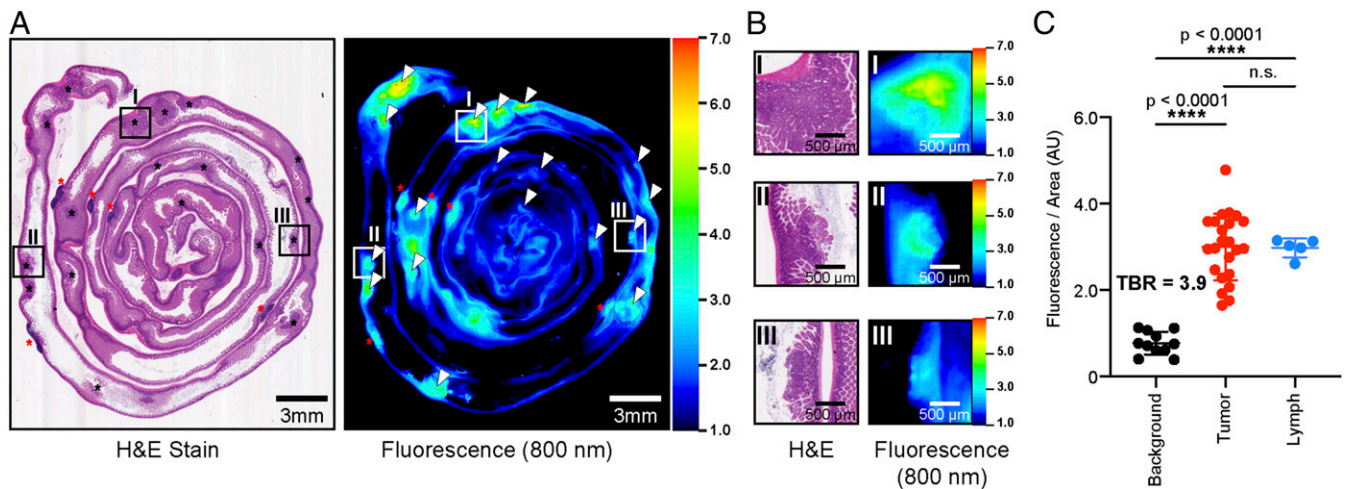 A
I
II
III
3mm
H&E Stain
I
II
III
3mm
Fluorescence (800 nm)
7.0
6.0
5.0
4.0
3.0
2.0
1.0
B
I
500 µm
I
500 µm
7.0
5.0
3.0
1.0
II
500 µm
II
500 µm
7.0
5.0
3.0
1.0
III
500 µm
III
500 µm
7.0
5.0
3.0
1.0
H&E
Fluorescence
(800 nm)
C
p < 0.0001
****
n.s.
p < 0.0001
****
Fluorescence / Area (AU)
6.0
4.0
2.0
0
TBR = 3.9
Background
Tumor
Lymph